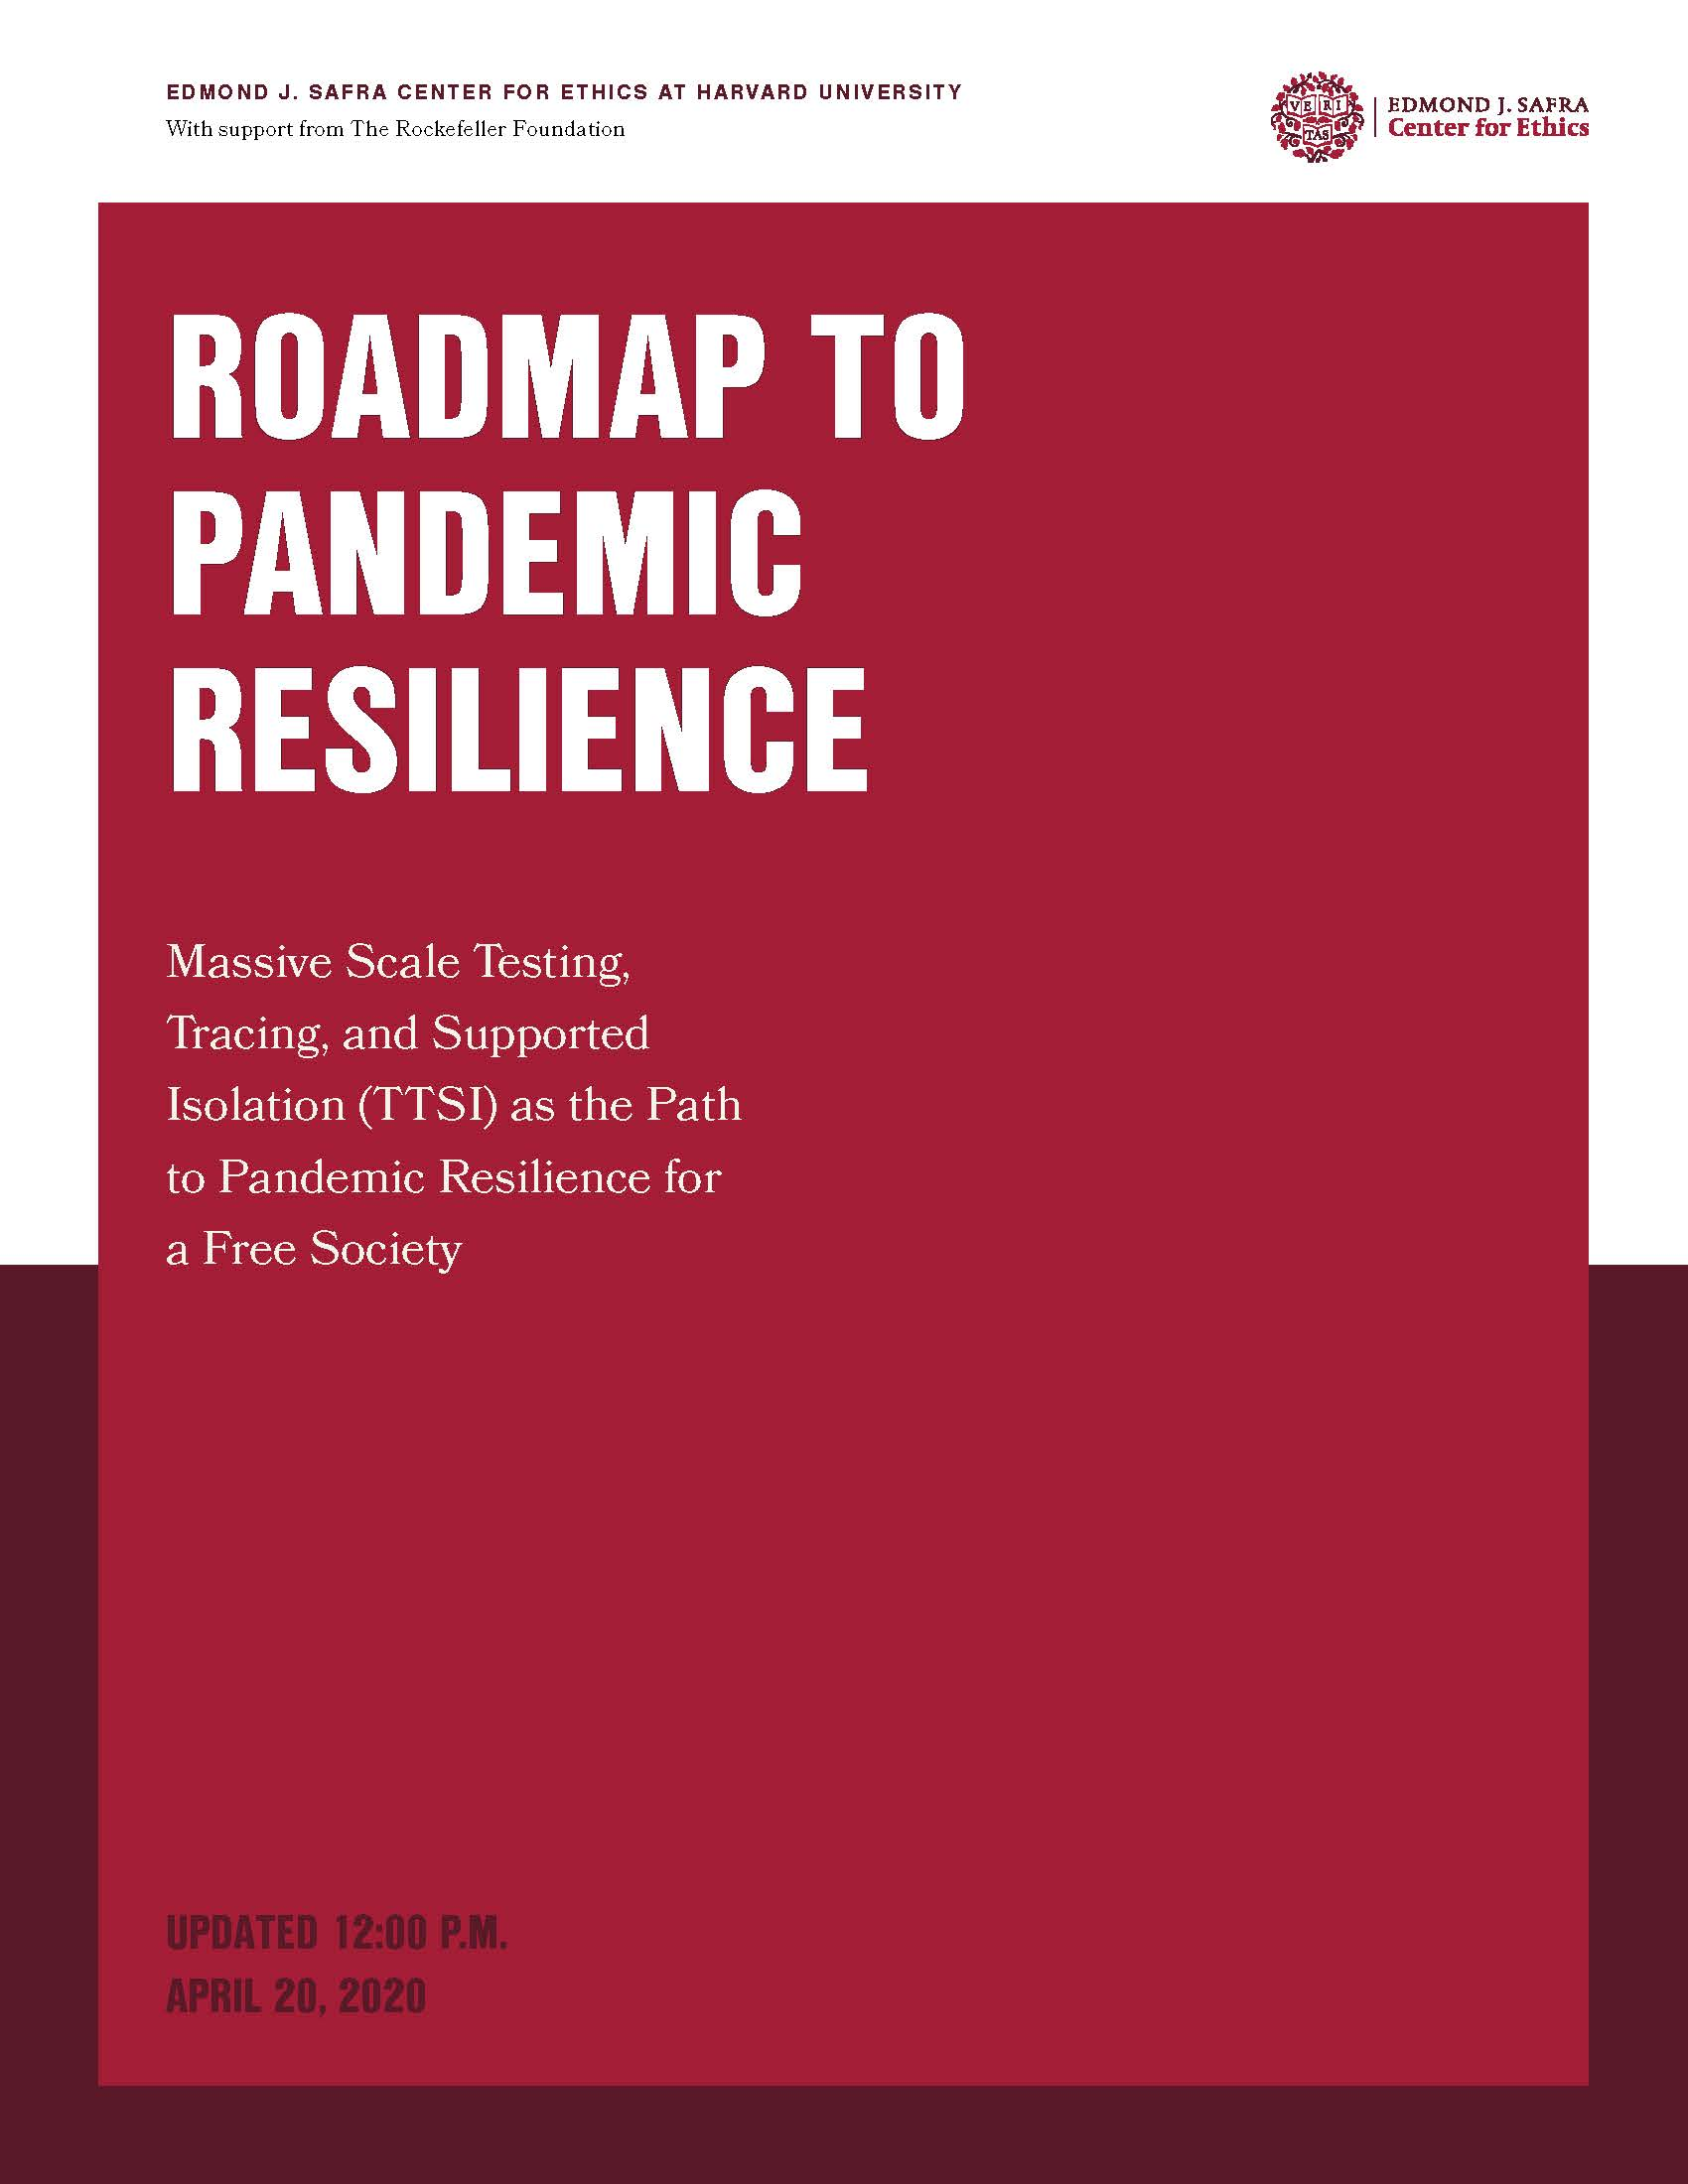 EDMOND J. SAFRA CENTER FOR ETHICS AT HARVARD UNIVERSITY
With support from The Rockefeller Foundation
VE RI
TAS
EDMOND J. SAFRA
Center for Ethics
ROADMAP TO
PANDEMIC
RESILIENCE
Massive Scale Testing,
Tracing, and Supported
Isolation (TTSI) as the Path
to Pandemic Resilience for
a Free Society
UPDATED 12:00 P.M.
APRIL 20, 2020